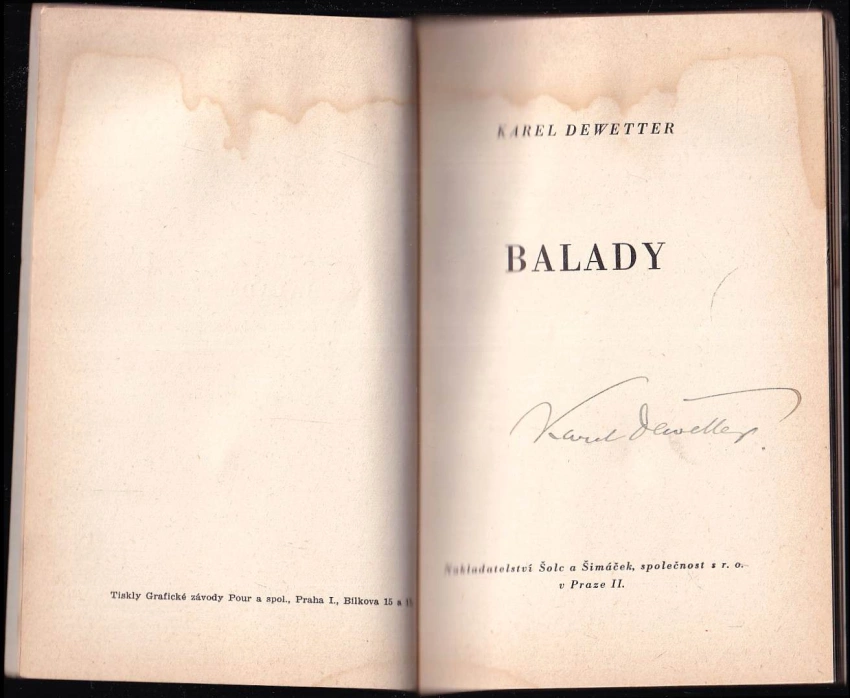 Tiskly Grafické závody Pour a spol., Praha I., Bílkova 15 a
KAREL DEWETTER
BALADY
Karel Dewetter.
Nakladatelství Šolc a Šimáček, společnost s r. o.
v Praze II.